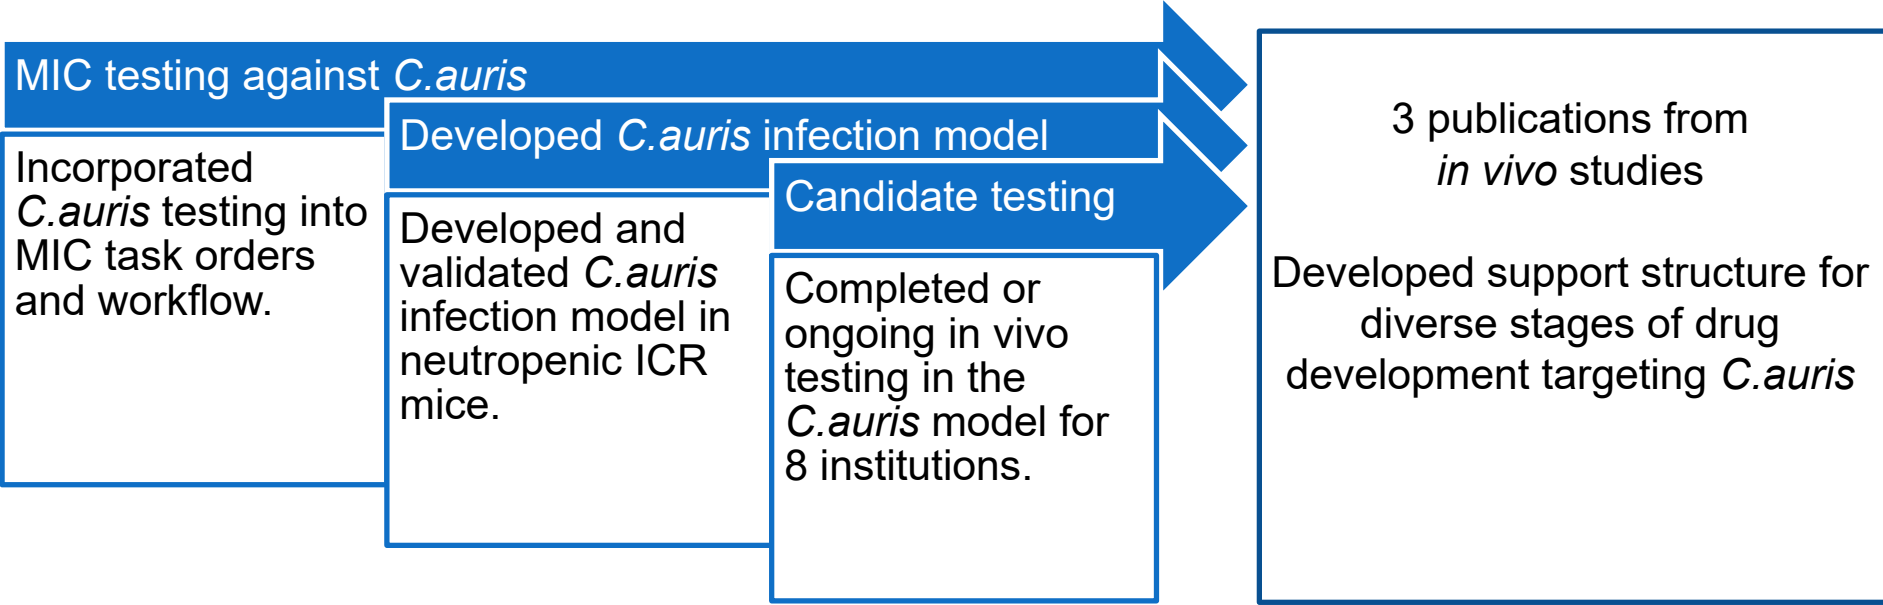 MIC testing against C.auris
Incorporated
C.auris testing into
MIC task orders
and workflow.
Developed C.auris infection model
Developed and
validated C.auris
infection model in
neutropenic ICR
mice.
Candidate testing
Completed or
ongoing in vivo
testing in the
C.auris model for
8 institutions.
3 publications from
in vivo studies
Developed support structure for
diverse stages of drug
development targeting C.auris